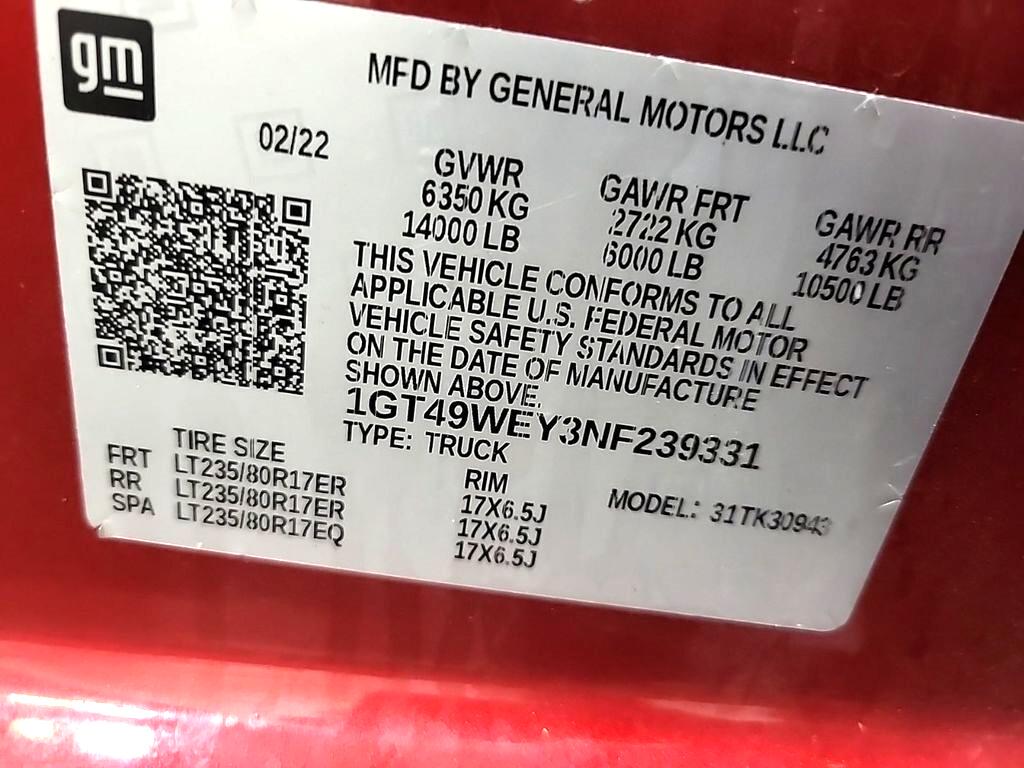 gm
MFD BY GENERAL MOTORS LLC
02/22
GVWR GAWR FRT GAWR RR
6350 KG 2722 KG 4763 KG
14000 LB 6000 LB 10500 LB
THIS VEHICLE CONFORMS TO ALL
APPLICABLE U.S. FEDERAL MOTOR
VEHICLE SAFETY STANDARDS IN EFFECT
ON THE DATE OF MANUFACTURE
SHOWN ABOVE.
1GT49WEY3NF239331
TYPE: TRUCK
TIRE SIZE RIM MODEL: 31TK30943
FRT LT235/80R17ER 17X6.5J
RR LT235/80R17ER 17X6.5J
SPA LT235/80R17EQ 17X6.5J